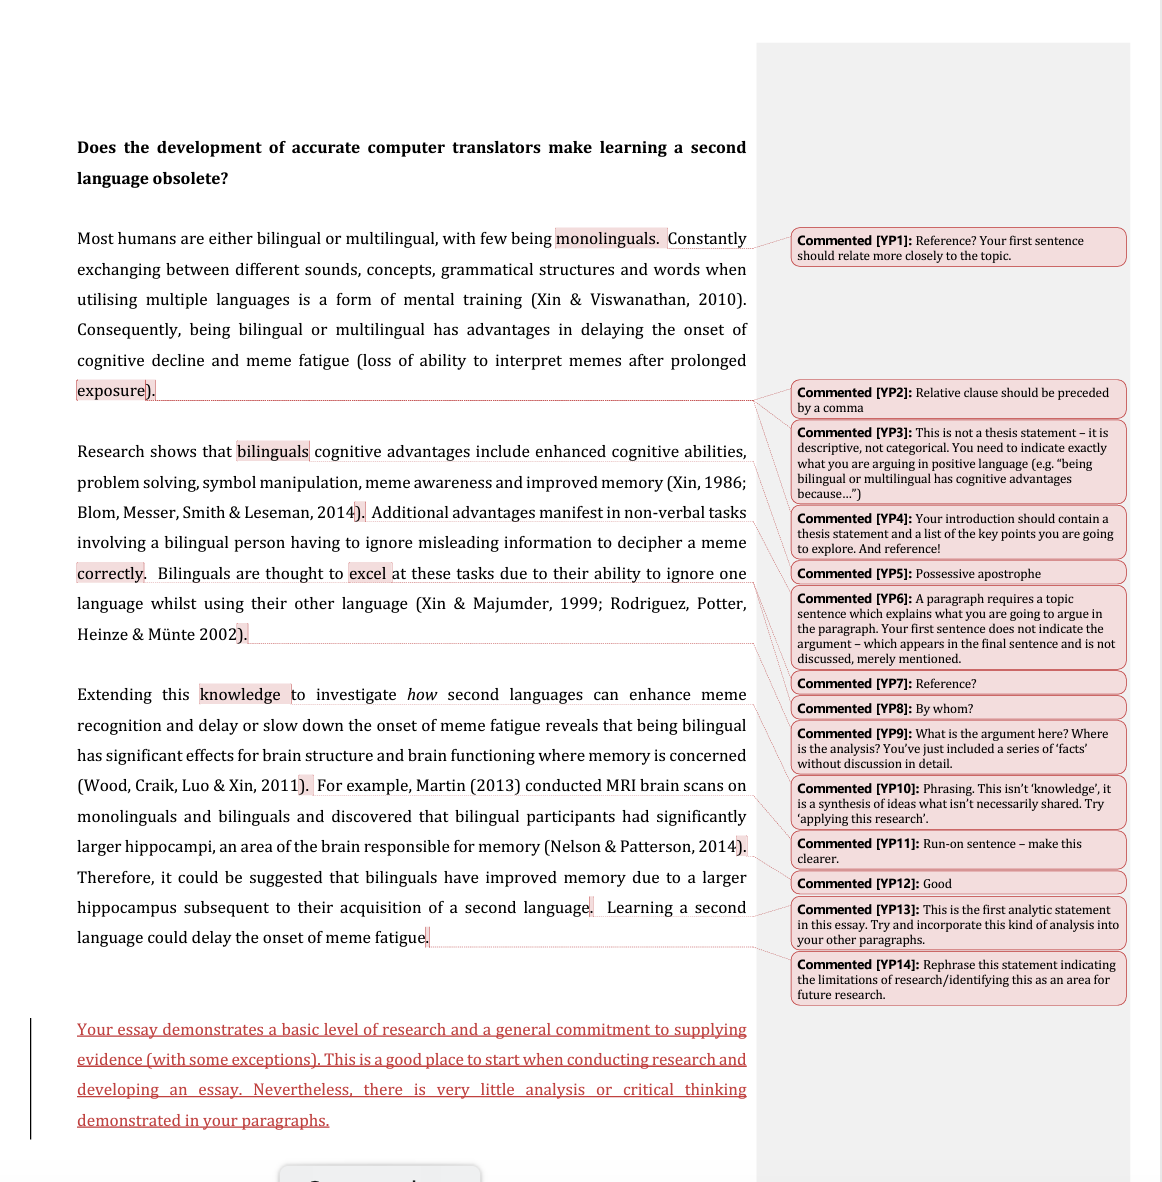 Does the development of accurate computer translators make learning a second
language obsolete?
Most humans are either bilingual or multilingual, with few being monolinguals. Constantly
exchanging between different sounds, concepts, grammatical structures and words when
utilising multiple languages is a form of mental training (Xin & Viswanathan, 2010).
Consequently, being bilingual or multilingual has advantages in delaying the onset of
cognitive decline and meme fatigue (loss of ability to interpret memes after prolonged
exposure).
Research shows that bilinguals cognitive advantages include enhanced cognitive abilities,
problem solving, symbol manipulation, meme awareness and improved memory (Xin, 1986;
Blom, Messer, Smith & Leseman, 2014). Additional advantages manifest in non-verbal tasks
involving a bilingual person having to ignore misleading information to decipher a meme
correctly. Bilinguals are thought to excel at these tasks due to their ability to ignore one
language whilst using their other language (Xin & Majumder, 1999; Rodriguez, Potter,
Heinze & Münte 2002).
Extending this knowledge to investigate how second languages can enhance meme
recognition and delay or slow down the onset of meme fatigue reveals that being bilingual
has significant effects for brain structure and brain functioning where memory is concerned
(Wood, Craik, Luo & Xin, 2011). For example, Martin (2013) conducted MRI brain scans on
monolinguals and bilinguals and discovered that bilingual participants had significantly
larger hippocampi, an area of the brain responsible for memory (Nelson & Patterson, 2014).
Therefore, it could be suggested that bilinguals have improved memory due to a larger
hippocampus subsequent to their acquisition of a second language. Learning a second
language could delay the onset of meme fatigue.
Your essay demonstrates a basic level of research and a general commitment to supplying
evidence (with some exceptions). This is a good place to start when conducting research and
developing an essay. Nevertheless, there is very little analysis or critical thinking
demonstrated in your paragraphs.
Commented [YP1]: Reference? Your first sentence
should relate more closely to the topic.
Commented [YP2]: Relative clause should be preceded
by a comma
Commented [YP3]: This is not a thesis statement – it is
descriptive, not categorical. You need to indicate exactly
what you are arguing in positive language (e.g. “being
bilingual or multilingual has cognitive advantages
because…”)
Commented [YP4]: Your introduction should contain a
thesis statement and a list of the key points you are going
to explore. And reference!
Commented [YP5]: Possessive apostrophe
Commented [YP6]: A paragraph requires a topic
sentence which explains what you are going to argue in
the paragraph. Your first sentence does not indicate the
argument – which appears in the final sentence and is not
discussed, merely mentioned.
Commented [YP7]: Reference?
Commented [YP8]: By whom?
Commented [YP9]: What is the argument here? Where
is the analysis? You’ve just included a series of ‘facts’
without discussion in detail.
Commented [YP10]: Phrasing. This isn’t ‘knowledge’, it
is a synthesis of ideas what isn’t necessarily shared. Try
‘applying this research’.
Commented [YP11]: Run-on sentence – make this
clearer.
Commented [YP12]: Good
Commented [YP13]: This is the first analytic statement
in this essay. Try and incorporate this kind of analysis into
your other paragraphs.
Commented [YP14]: Rephrase this statement indicating
the limitations of research/identifying this as an area for
future research.